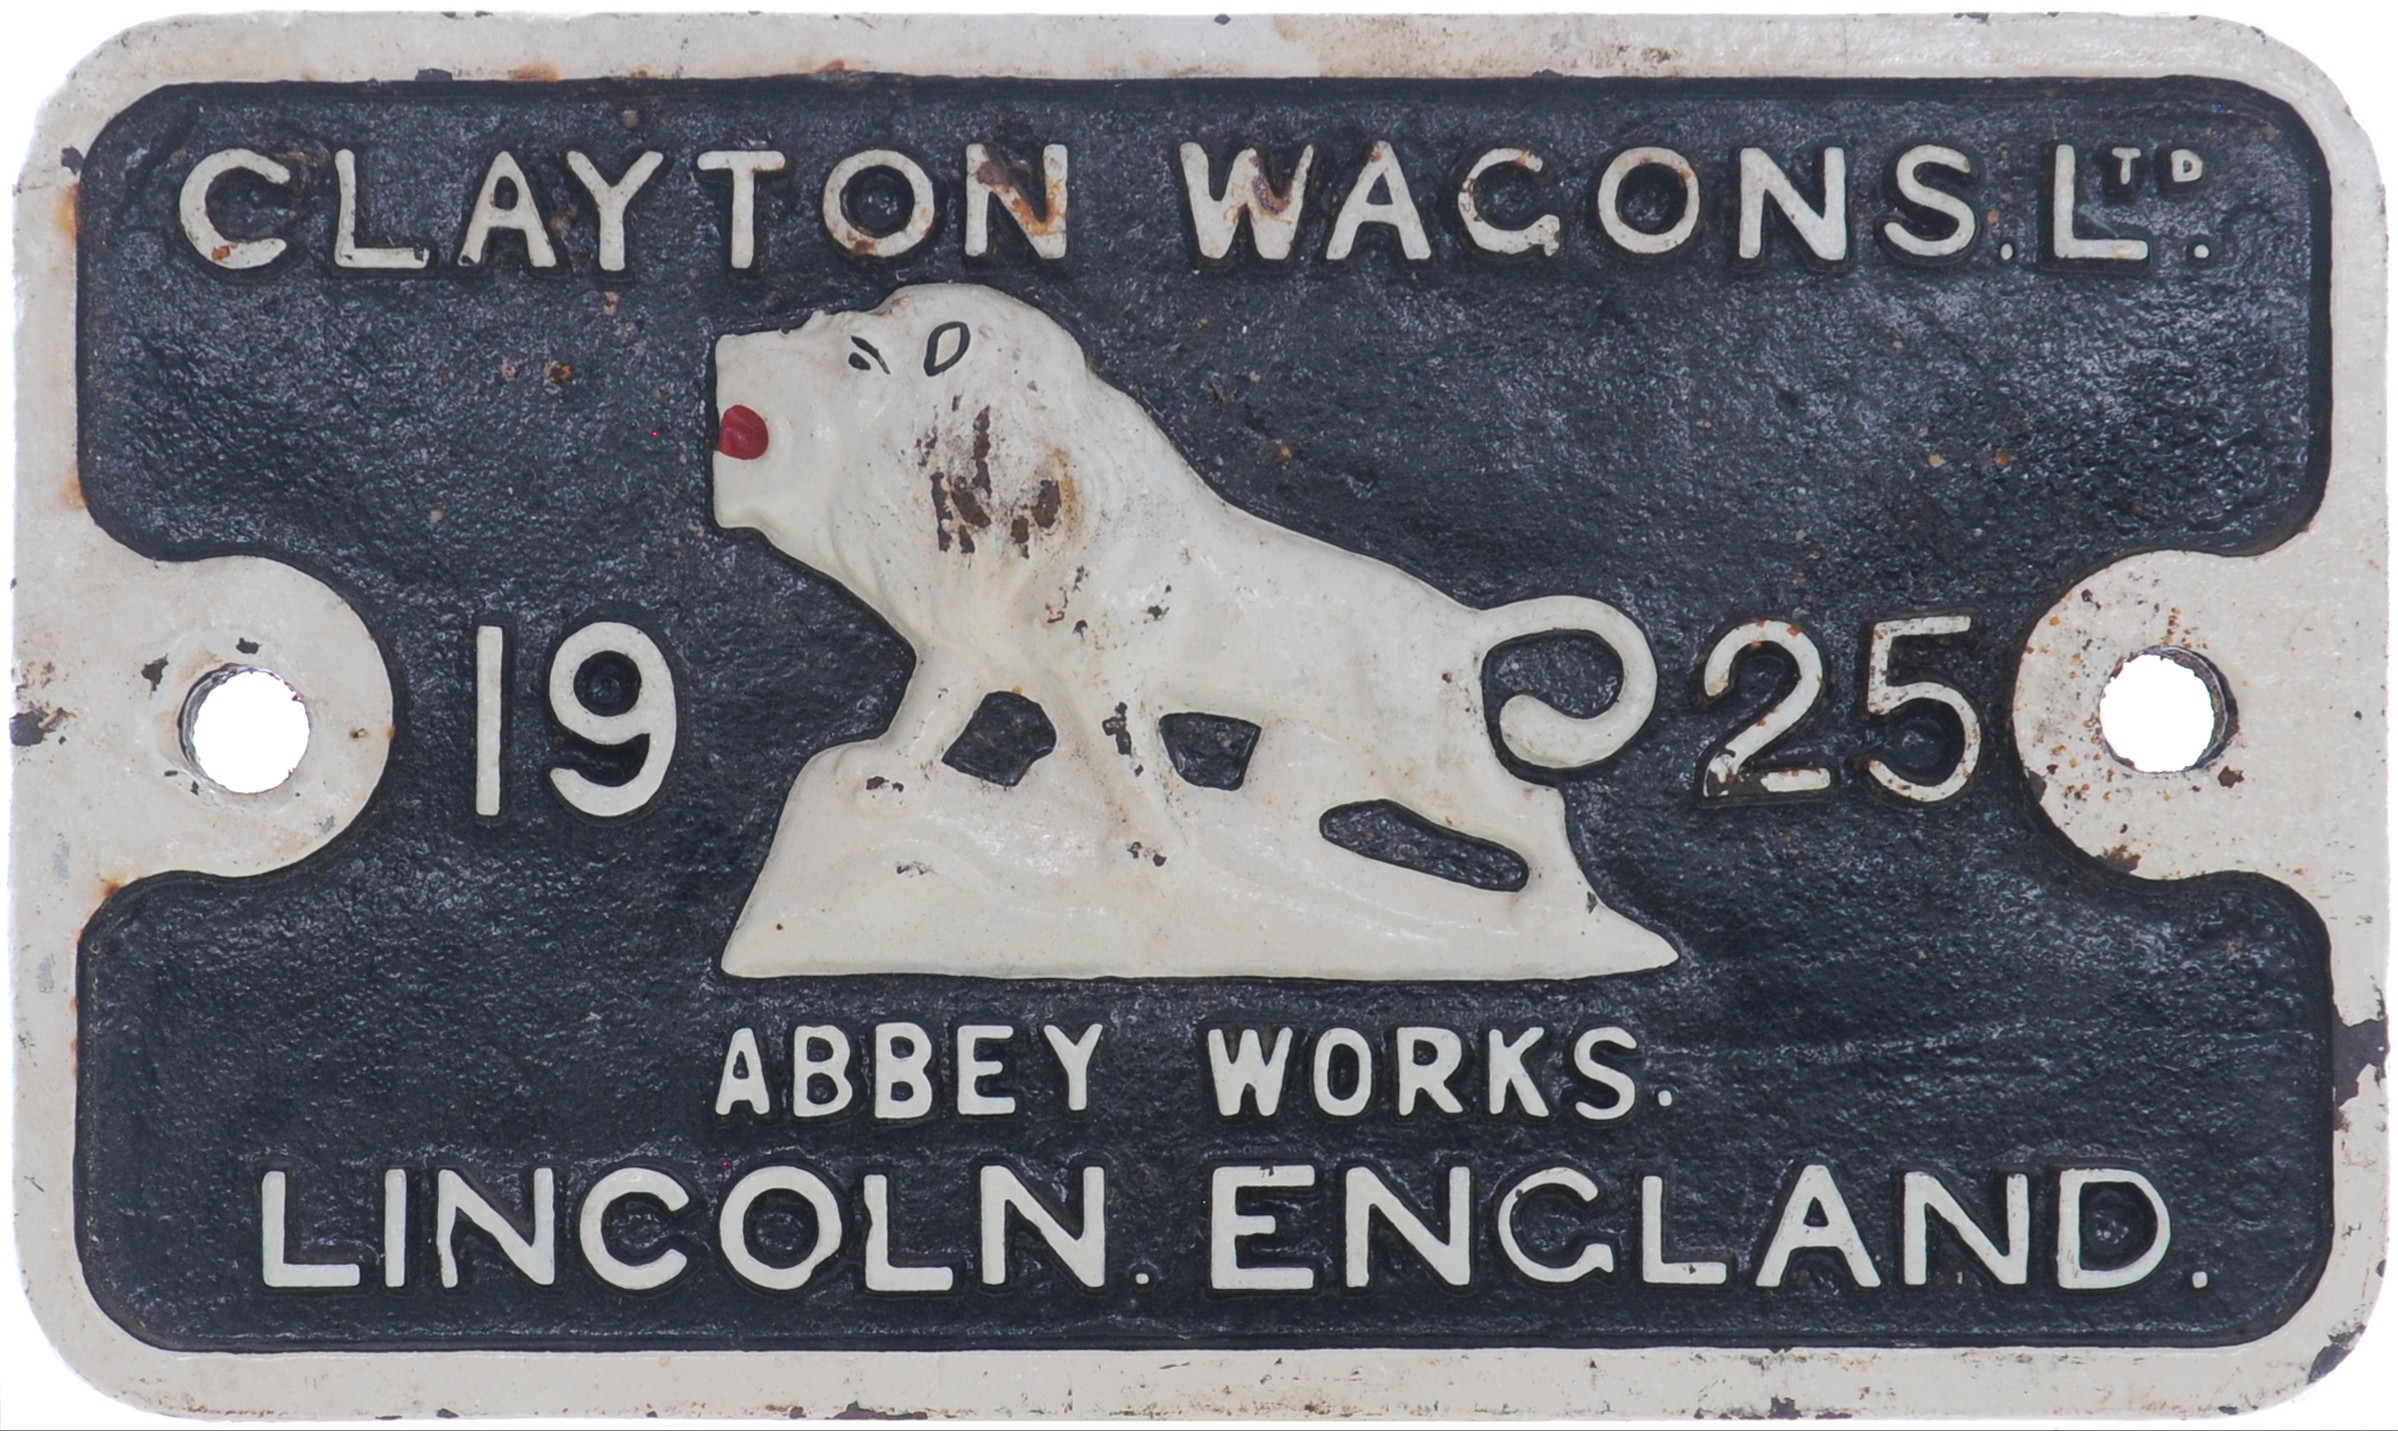 CLAYTON WAGONS. LTD.
19 25
ABBEY WORKS.
LINCOLN. ENGLAND.